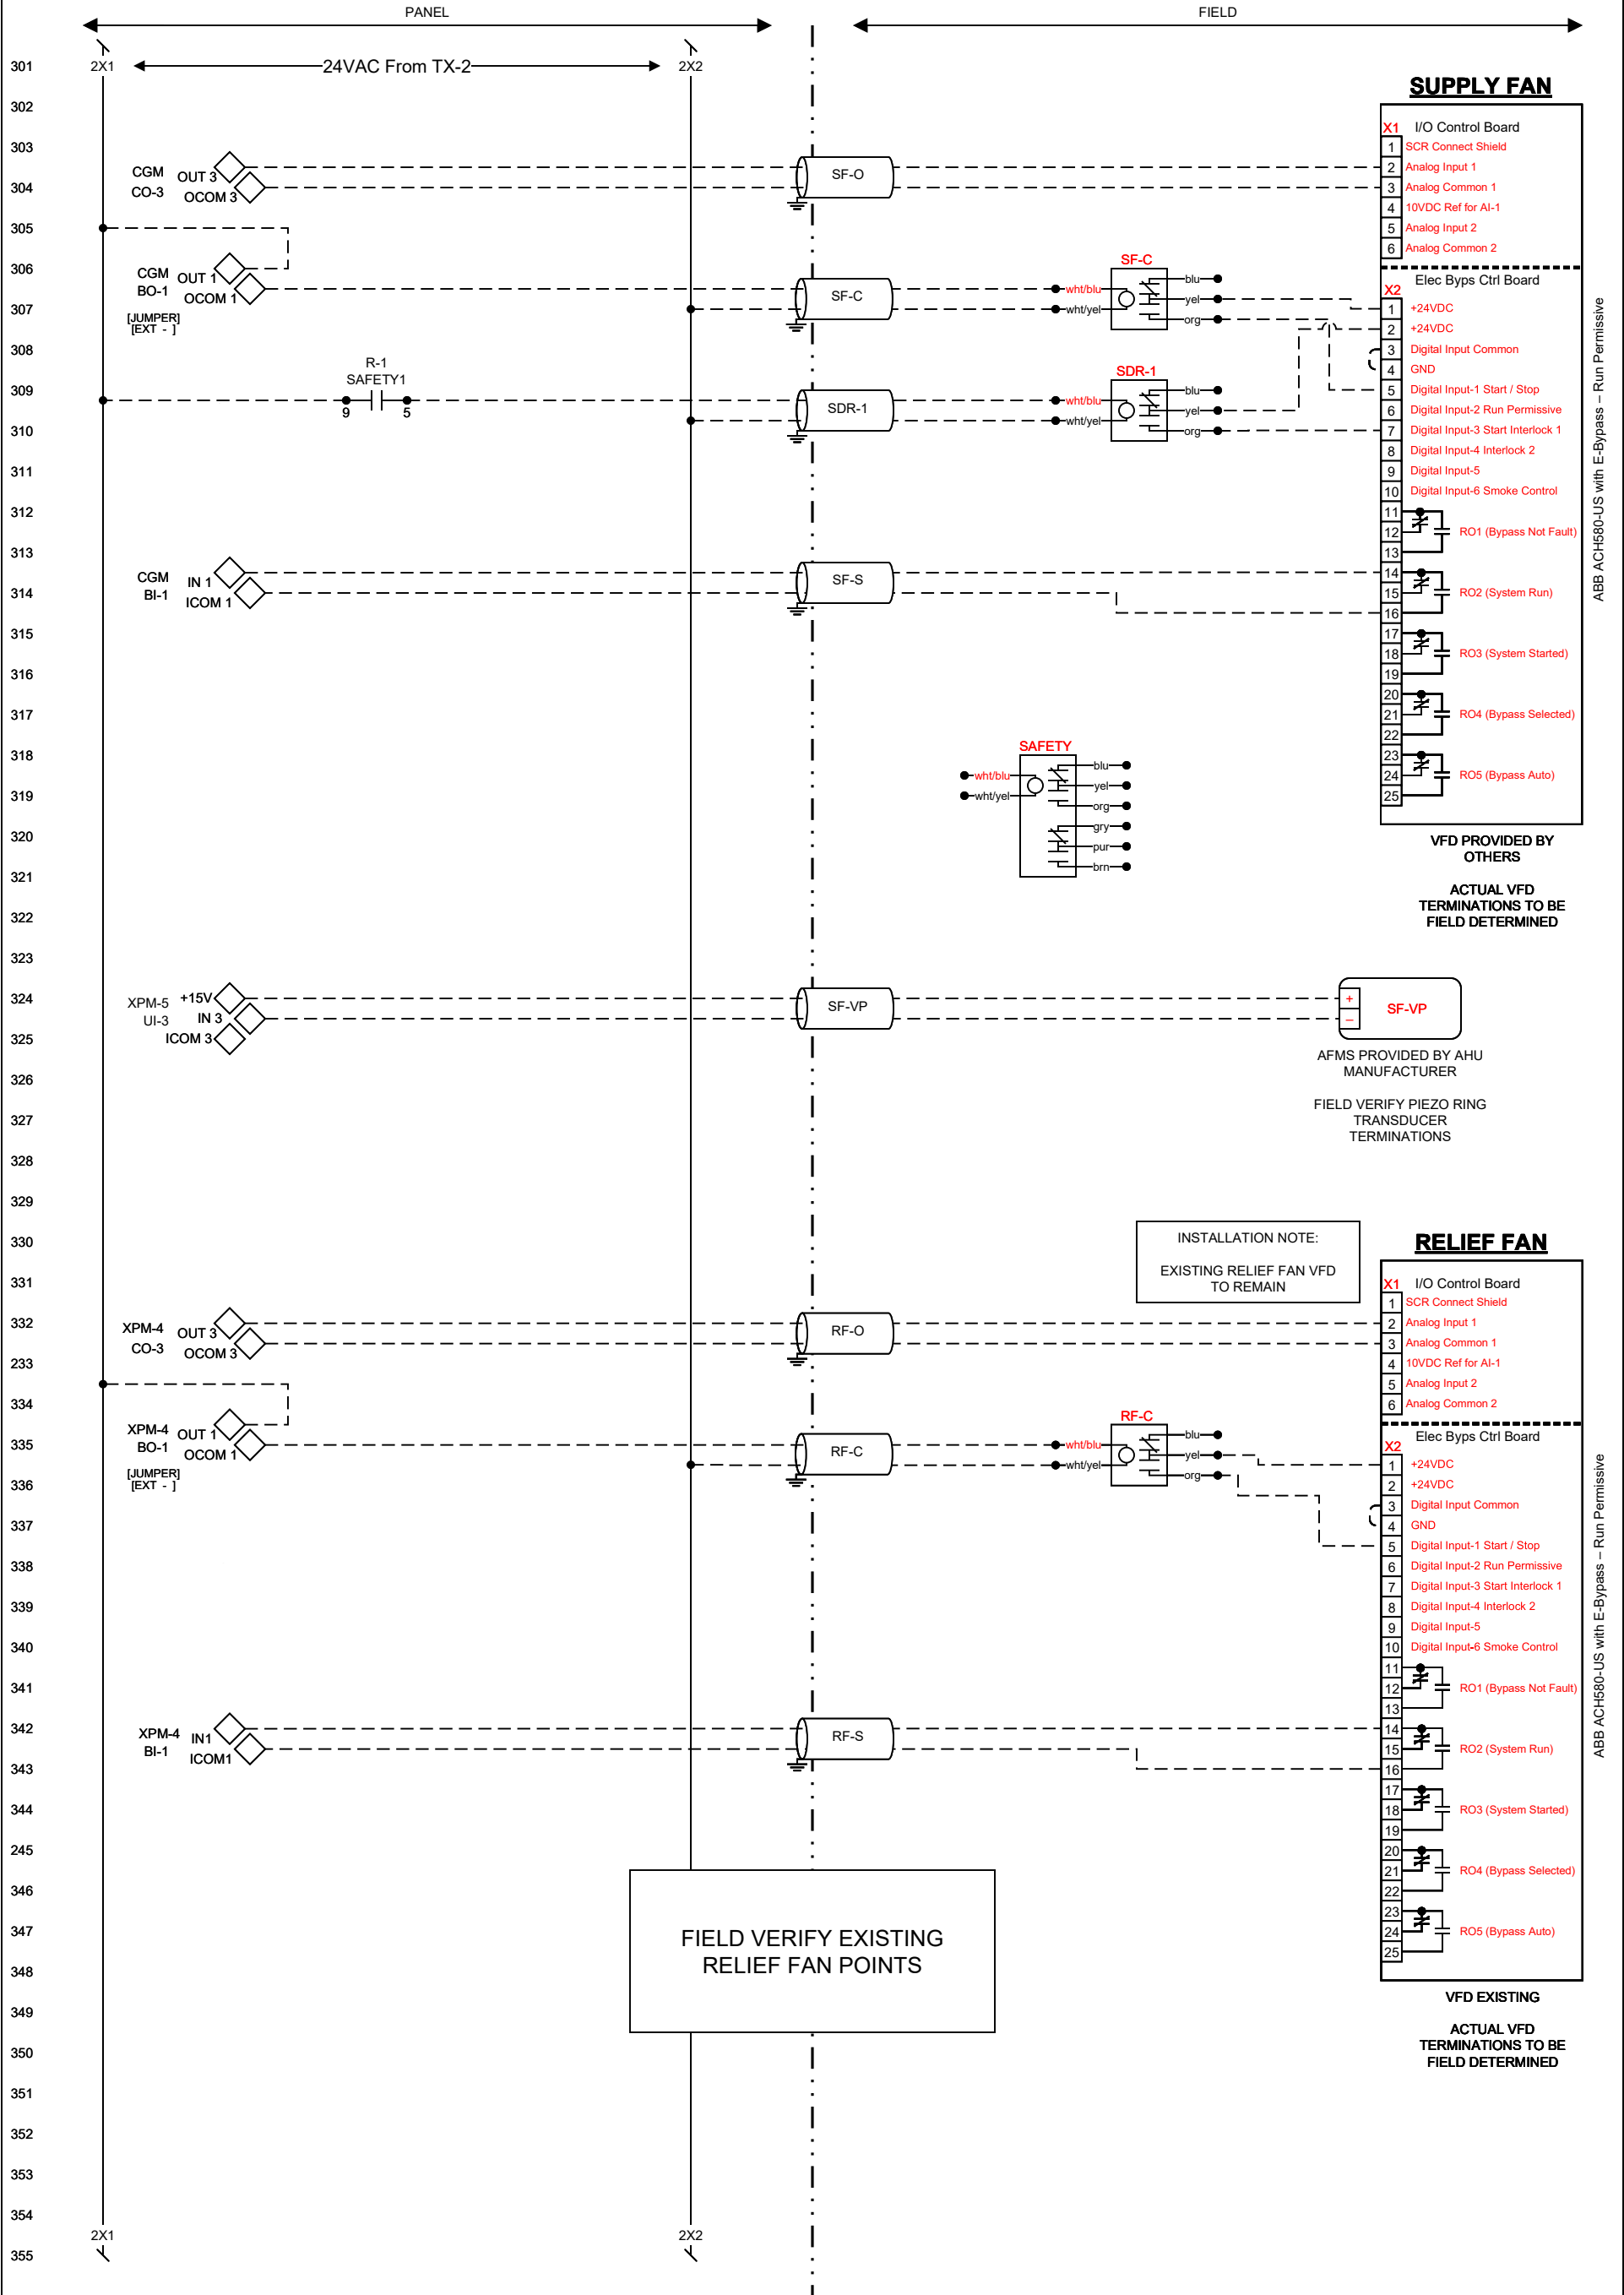 PANEL
FIELD
301
2X1
24VAC From TX-2
2X2
302
SUPPLY FAN
303
X1 I/O Control Board
1 SCR Connect Shield
CGM OUT 3
SF-O
2 Analog Input 1
304
CO-3 OCOM 3
3 Analog Common 1
4 10VDC Ref for AI-1
305
5 Analog Input 2
6 Analog Common 2
306
CGM OUT 1
BO-1 OCOM 1
[JUMPER]
[EXT - ]
SF-C
SF-C
blu
wht/blu
yel
wht/yel
org
Elec Byps Ctrl Board
X2
307
1 +24VDC
2 +24VDC
308
3 Digital Input Common
4 GND
R-1
SAFETY1
309
9
5
SDR-1
SDR-1
blu
wht/blu
yel
wht/yel
org
5 Digital Input-1 Start / Stop
6 Digital Input-2 Run Permissive
310
7 Digital Input-3 Start Interlock 1
8 Digital Input-4 Interlock 2
311
9 Digital Input-5
10 Digital Input-6 Smoke Control
312
11
12 RO1 (Bypass Not Fault)
313
13
CGM IN 1
BI-1 ICOM 1
SF-S
14
314
15 RO2 (System Run)
16
315
17
18 RO3 (System Started)
316
19
20
317
21 RO4 (Bypass Selected)
22
318
23
24 RO5 (Bypass Auto)
319
25
ABB ACH580-US with E-Bypass – Run Permissive
SAFETY
wht/blu
wht/yel
blu
yel
org
gry
pur
brn
320
VFD PROVIDED BY
OTHERS
321
ACTUAL VFD
TERMINATIONS TO BE
FIELD DETERMINED
322
323
324
XPM-5 +15V
UI-3 IN 3
ICOM 3
SF-VP
+
–
SF-VP
325
AFMS PROVIDED BY AHU
MANUFACTURER
326
FIELD VERIFY PIEZO RING
TRANSDUCER
TERMINATIONS
327
328
329
330
INSTALLATION NOTE:
EXISTING RELIEF FAN VFD
TO REMAIN
RELIEF FAN
331
X1 I/O Control Board
1 SCR Connect Shield
332
XPM-4 OUT 3
CO-3 OCOM 3
RF-O
2 Analog Input 1
3 Analog Common 1
233
4 10VDC Ref for AI-1
5 Analog Input 2
334
6 Analog Common 2
XPM-4 OUT 1
BO-1 OCOM 1
[JUMPER]
[EXT - ]
335
RF-C
RF-C
blu
wht/blu
yel
wht/yel
org
Elec Byps Ctrl Board
X2
1 +24VDC
336
2 +24VDC
3 Digital Input Common
337
4 GND
5 Digital Input-1 Start / Stop
338
6 Digital Input-2 Run Permissive
7 Digital Input-3 Start Interlock 1
339
8 Digital Input-4 Interlock 2
9 Digital Input-5
340
10 Digital Input-6 Smoke Control
11
341
12 RO1 (Bypass Not Fault)
13
342
XPM-4 IN1
BI-1 ICOM1
RF-S
14
15 RO2 (System Run)
343
16
17
344
18 RO3 (System Started)
19
245
20
21 RO4 (Bypass Selected)
346
22
23
347
24 RO5 (Bypass Auto)
25
ABB ACH580-US with E-Bypass – Run Permissive
FIELD VERIFY EXISTING
RELIEF FAN POINTS
348
VFD EXISTING
349
ACTUAL VFD
TERMINATIONS TO BE
FIELD DETERMINED
350
351
352
353
354
2X1
2X2
355